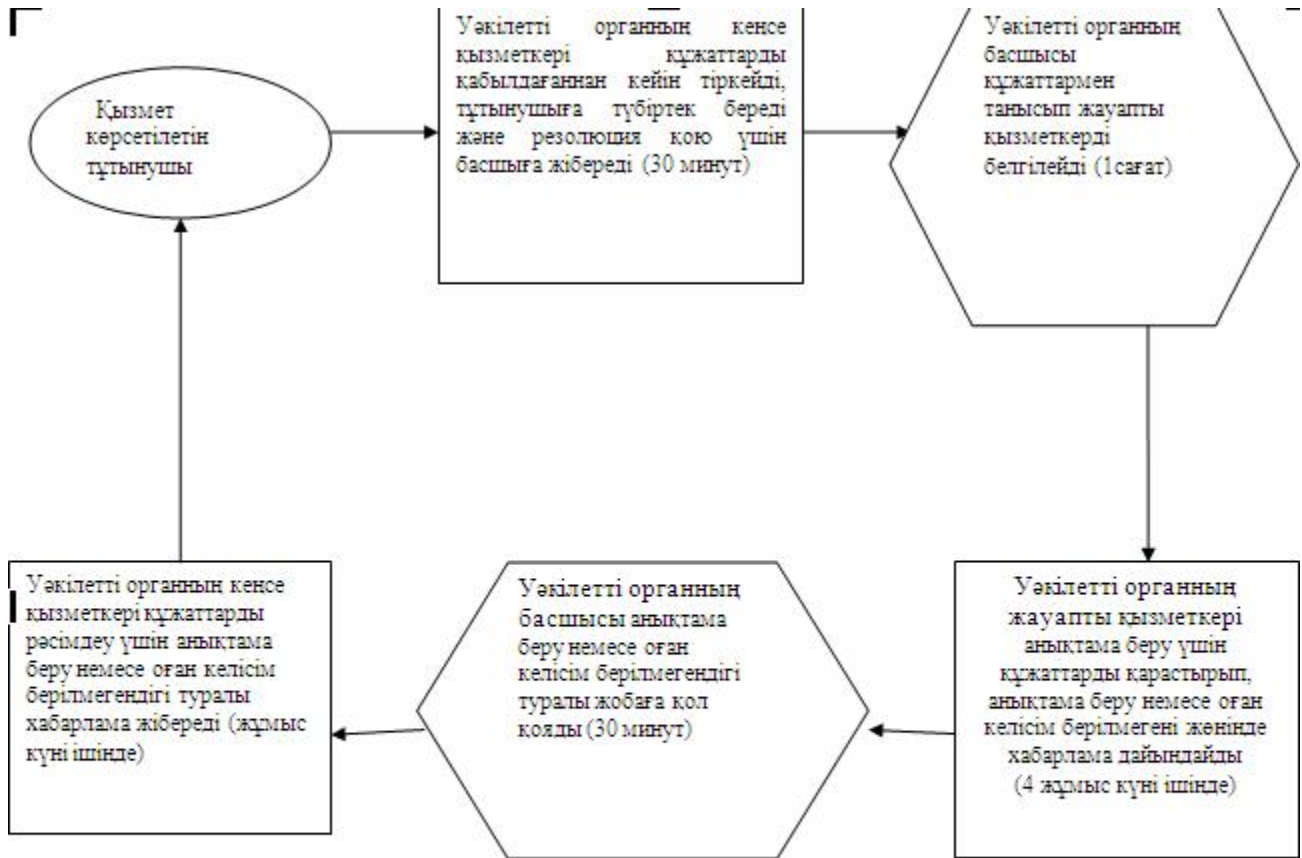 Қызмет
көрсетілетін
тұтынушы
Уәкілетті органның кеңсе
қызметкері құжаттарды
қабылдағаннан кейін тіркейді,
тұтынушыға түбіртек береді
және резолюция қою үшін
басшыға жібереді (30 минут)
Уәкілетті органның
басшысы
құжаттармен
танысып жауапты
қызметкерді
белгілейді (1сағат)
Уәкілетті органның
жауапты қызметкері
анықтама беру үшін
құжаттарды қарастырып,
анықтама беру немесе оған
келісім берілмегені жөнінде
хабарлама дайындайды
(4 жұмыс күні ішінде)
Уәкілетті органның
басшысы анықтама
беру немесе оған
келісім берілмегендігі
туралы жобаға қол
қояды (30 минут)
Уәкілетті органның кеңсе
қызметкері құжаттарды
рәсімдеу үшін анықтама
беру немесе оған келісім
берілмегендігі туралы
хабарлама жібереді (жұмыс
күні ішінде)